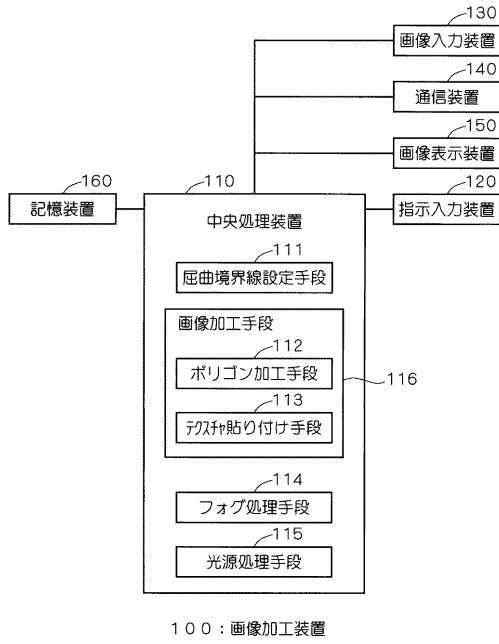 130
画像入力装置
140
通信装置
150
画像表示装置
160
110
120
記憶装置
中央処理装置
指示入力装置
111
屈曲境界線設定手段
画像加工手段
112
ポリゴン加工手段
116
113
テクスチャ貼り付け手段
114
フォグ処理手段
115
光源処理手段
100：画像加工装置